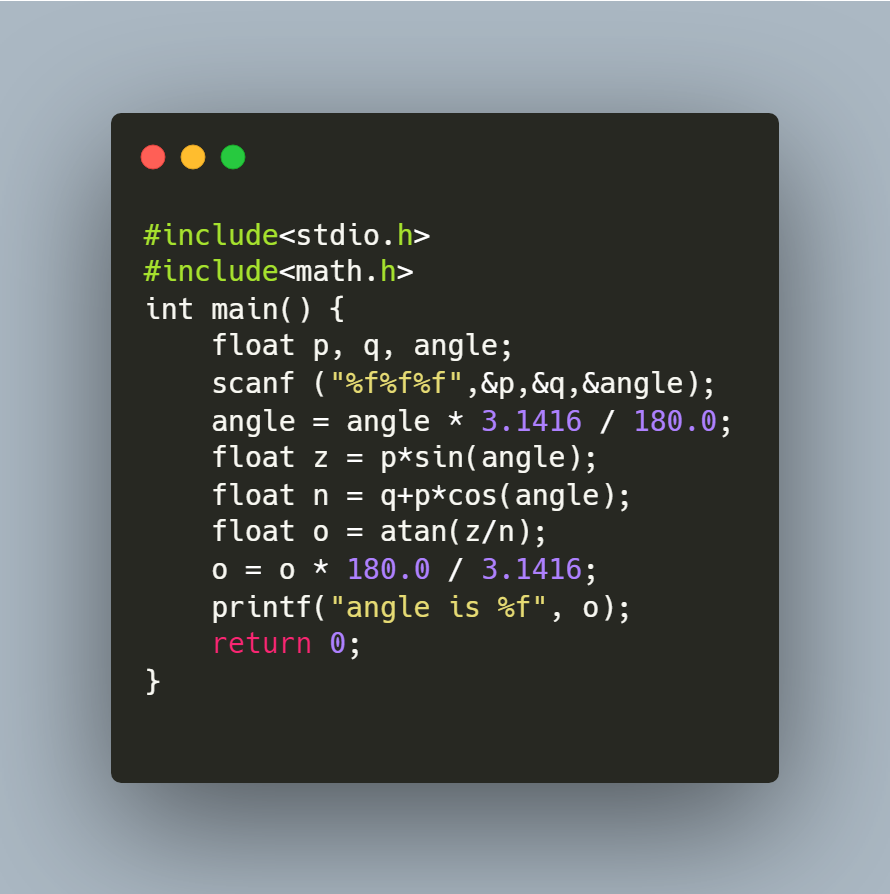 #include<stdio.h>
#include<math.h>
int main() {
    float p, q, angle;
    scanf ("%f%f%f",&p,&q,&angle);
    angle = angle * 3.1416 / 180.0;
    float z = p*sin(angle);
    float n = q+p*cos(angle);
    float o = atan(z/n);
    o = o * 180.0 / 3.1416;
    printf("angle is %f", o);
    return 0;
}